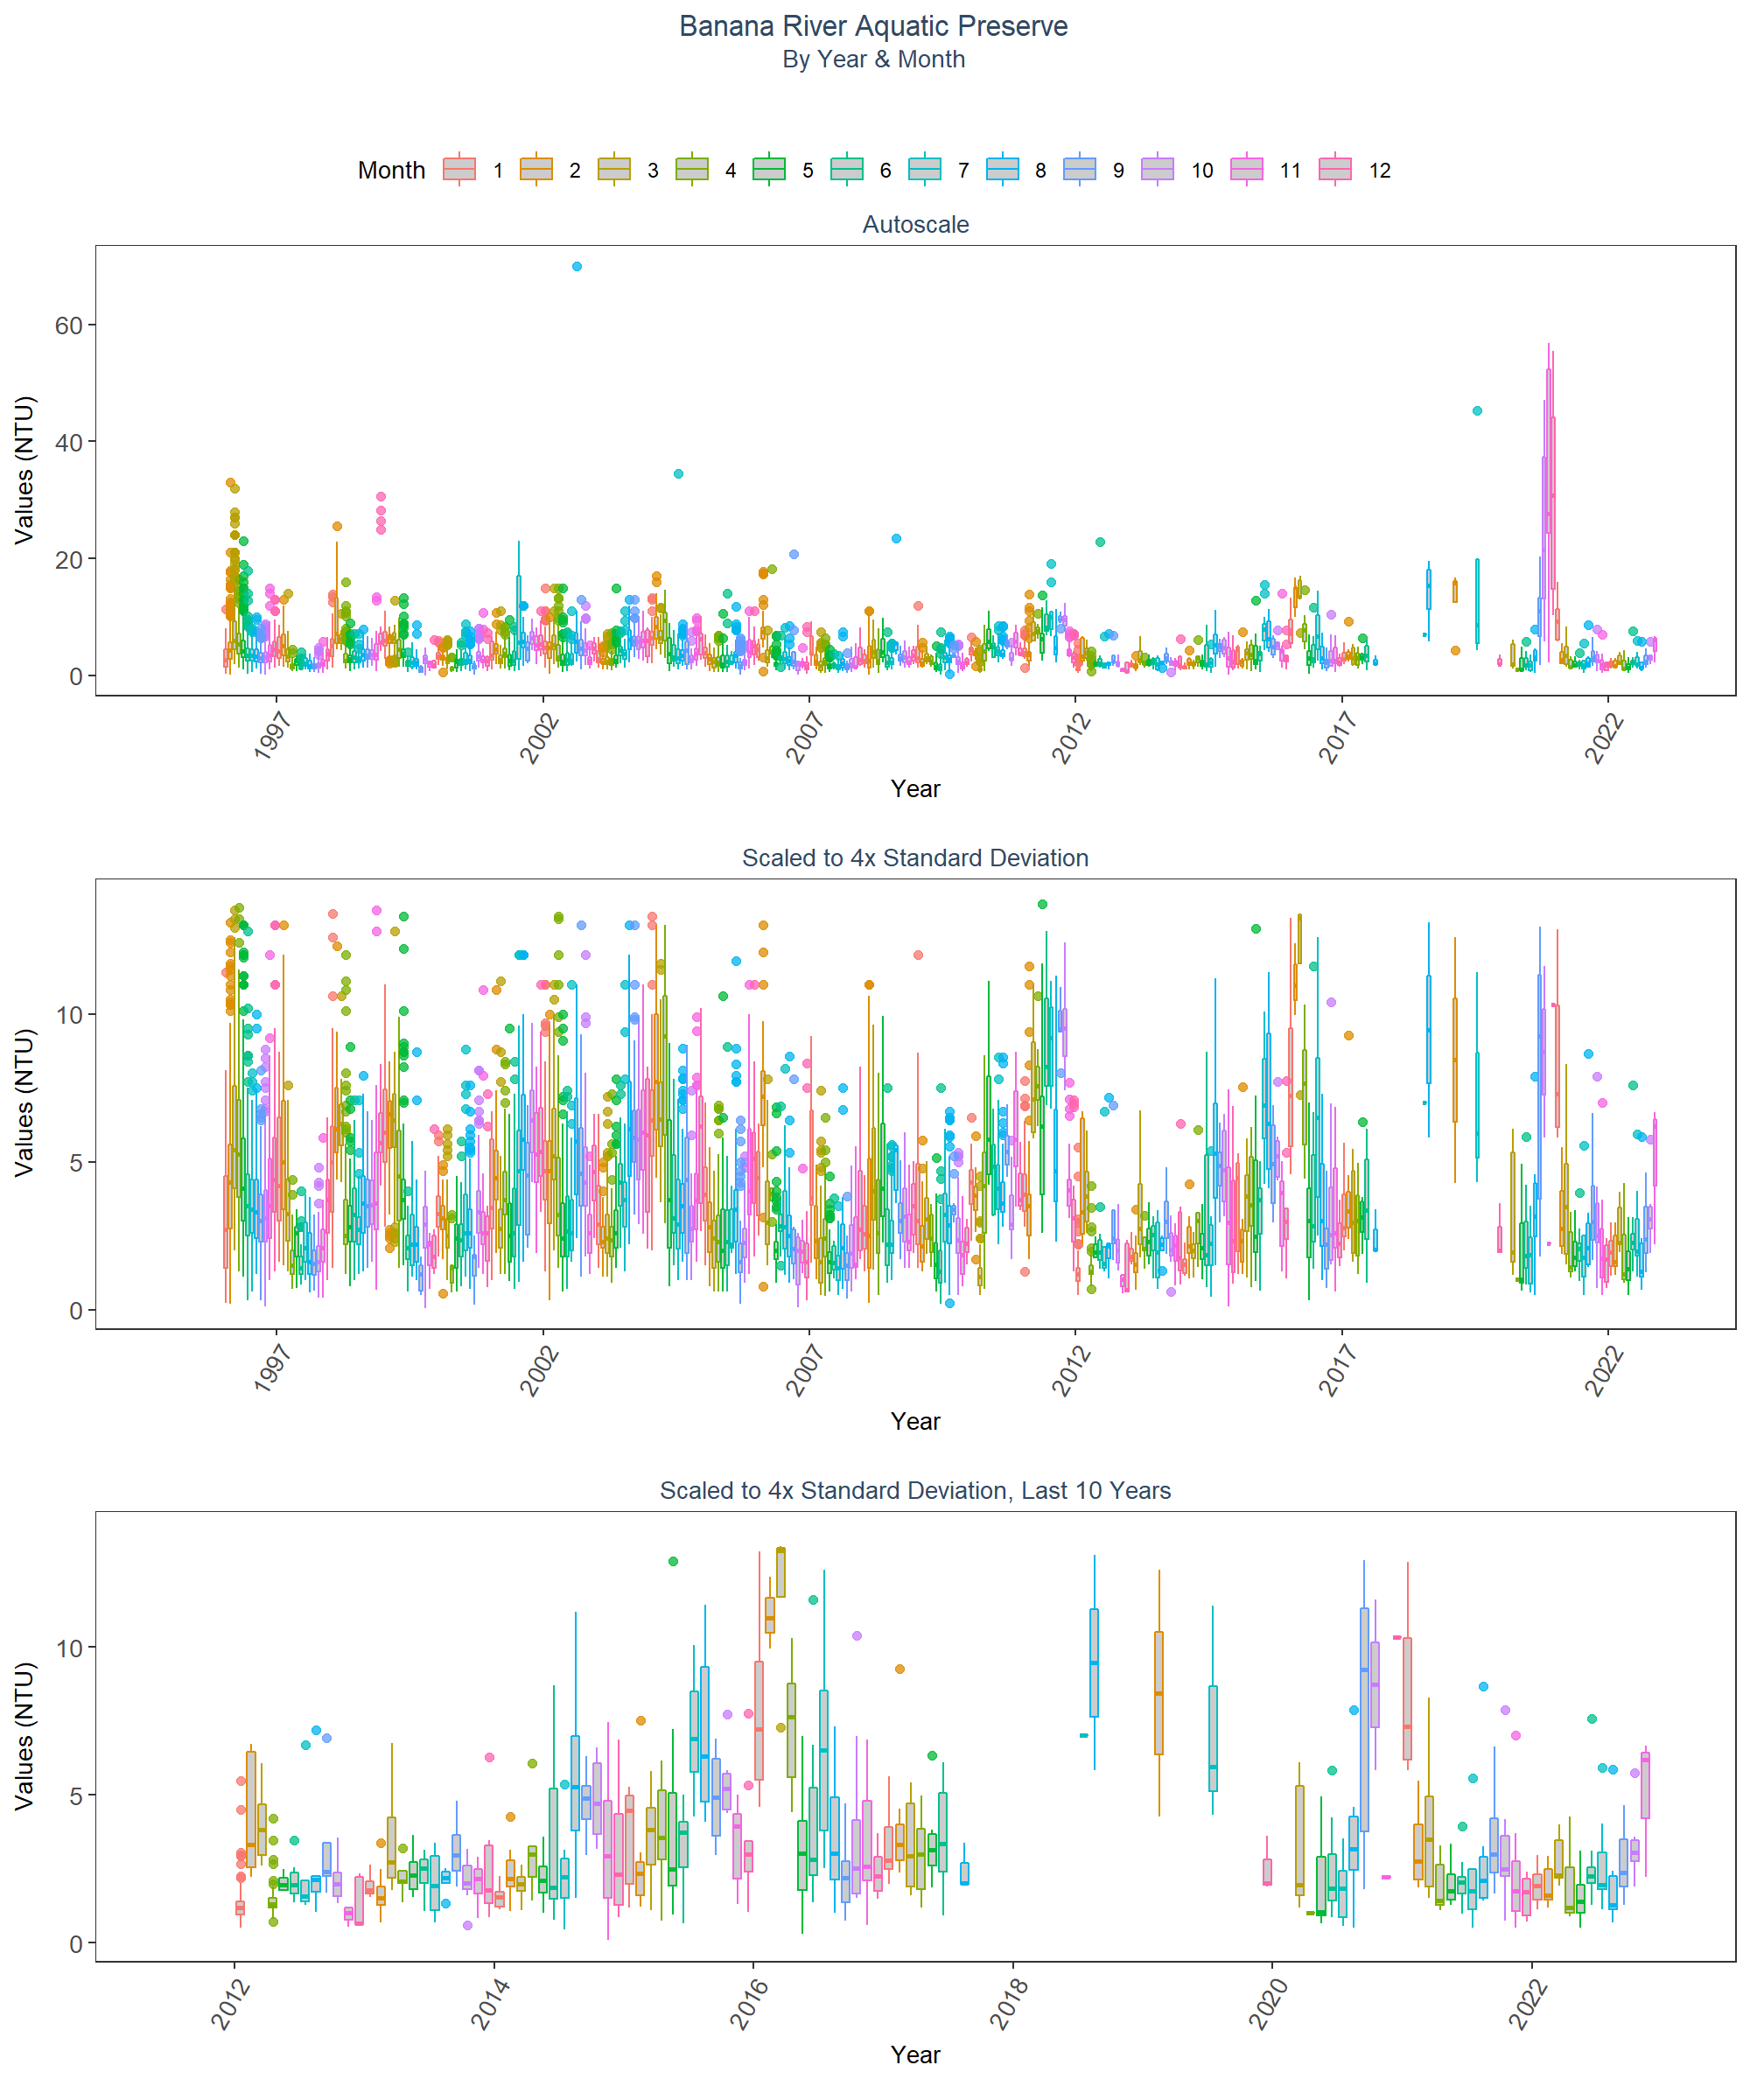 Banana River Aquatic Preserve
By Year & Month
Month 1 2 3 4 5 6 7 8 9 10 11 12
Autoscale
Values (NTU)
60
40
20
0
1997 2002 2007 2012 2017 2022
Year
Scaled to 4x Standard Deviation
Values (NTU)
10
5
0
1997 2002 2007 2012 2017 2022
Year
Scaled to 4x Standard Deviation, Last 10 Years
Values (NTU)
10
5
0
2012 2014 2016 2018 2020 2022
Year